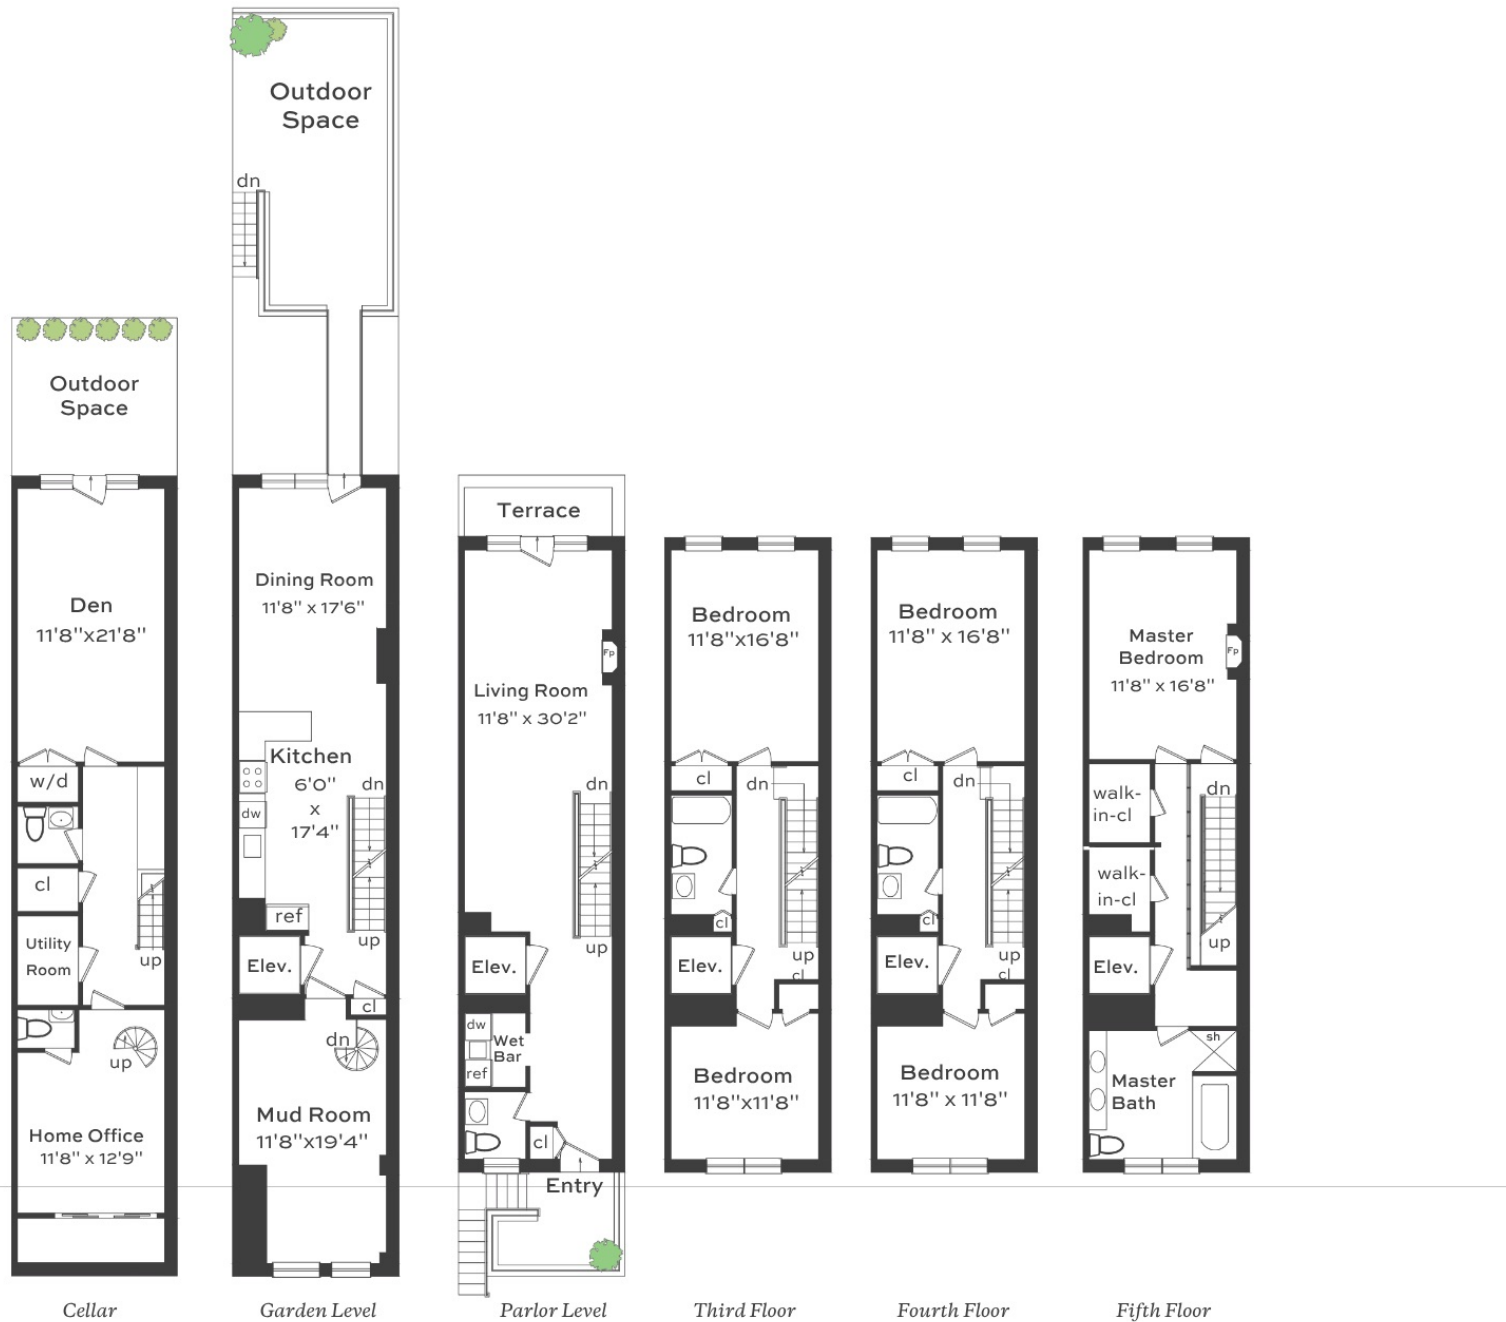 Outdoor
Space
w/d
Den
11'8"x21'8"
cl
Utility
Room
up
up
Home Office
11'8" x 12'9"
Cellar
Outdoor
Space
dn
Dining Room
11'8" x 17'6"
Kitchen
6'0"
x
17'4"
dn
dw
ref
up
Elev.
cl
dn
Mud Room
11'8"x19'4"
Garden Level
Terrace
Fp
Living Room
11'8" x 30'2"
dn
up
Elev.
dw
Wet
Bar
ref
cl
Entry
Parlor Level
Bedroom
11'8"x16'8"
cl
dn
cl
Elev.
up
cl
Bedroom
11'8"x11'8"
Third Floor
Bedroom
11'8" x 16'8"
cl
dn
cl
Elev.
up
cl
Bedroom
11'8" x 11'8"
Fourth Floor
Master
Bedroom
11'8" x 16'8"
Fp
walk-
in-cl
dn
walk-
in-cl
up
Elev.
sh
Master
Bath
Fifth Floor